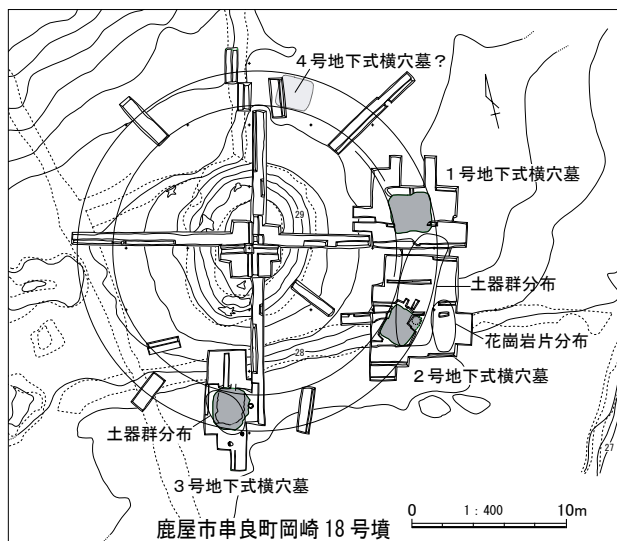 ４号地下式横穴墓？
１号地下式横穴墓
29
土器群分布
花崗岩片分布
28
２号地下式横穴墓
土器群分布
27
３号地下式横穴墓
鹿屋市串良町岡崎 18 号墳
0 1：400 10m